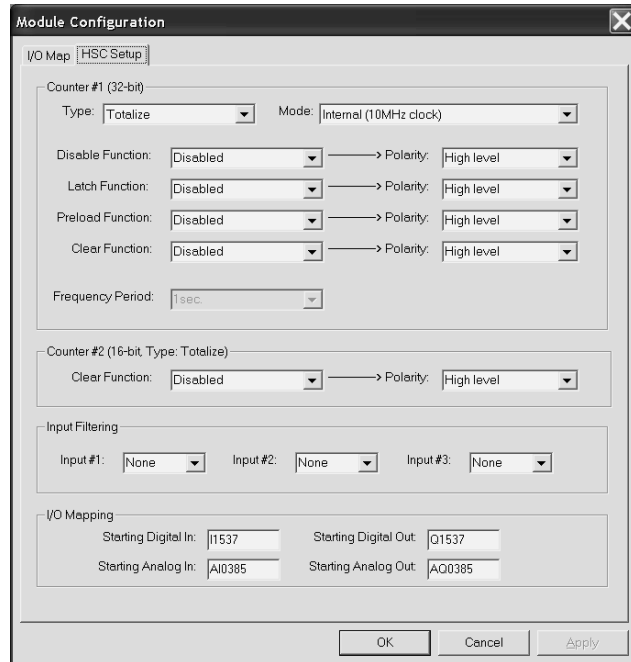 Module Configuration
I/O Map HSC Setup
Counter #1 (32-bit)
Type: Totalize Mode: Internal (10MHz clock)
Disable Function: Disabled Polarity: High level
Latch Function: Disabled Polarity: High level
Preload Function: Disabled Polarity: High level
Clear Function: Disabled Polarity: High level
Frequency Period: 1sec.
Counter #2 (16-bit, Type: Totalize)
Clear Function: Disabled Polarity: High level
Input Filtering
Input #1: None Input #2: None Input #3: None
I/O Mapping
Starting Digital In: I1537 Starting Digital Out: Q1537
Starting Analog In: AI0385 Starting Analog Out: AQ0385
OK Cancel Apply